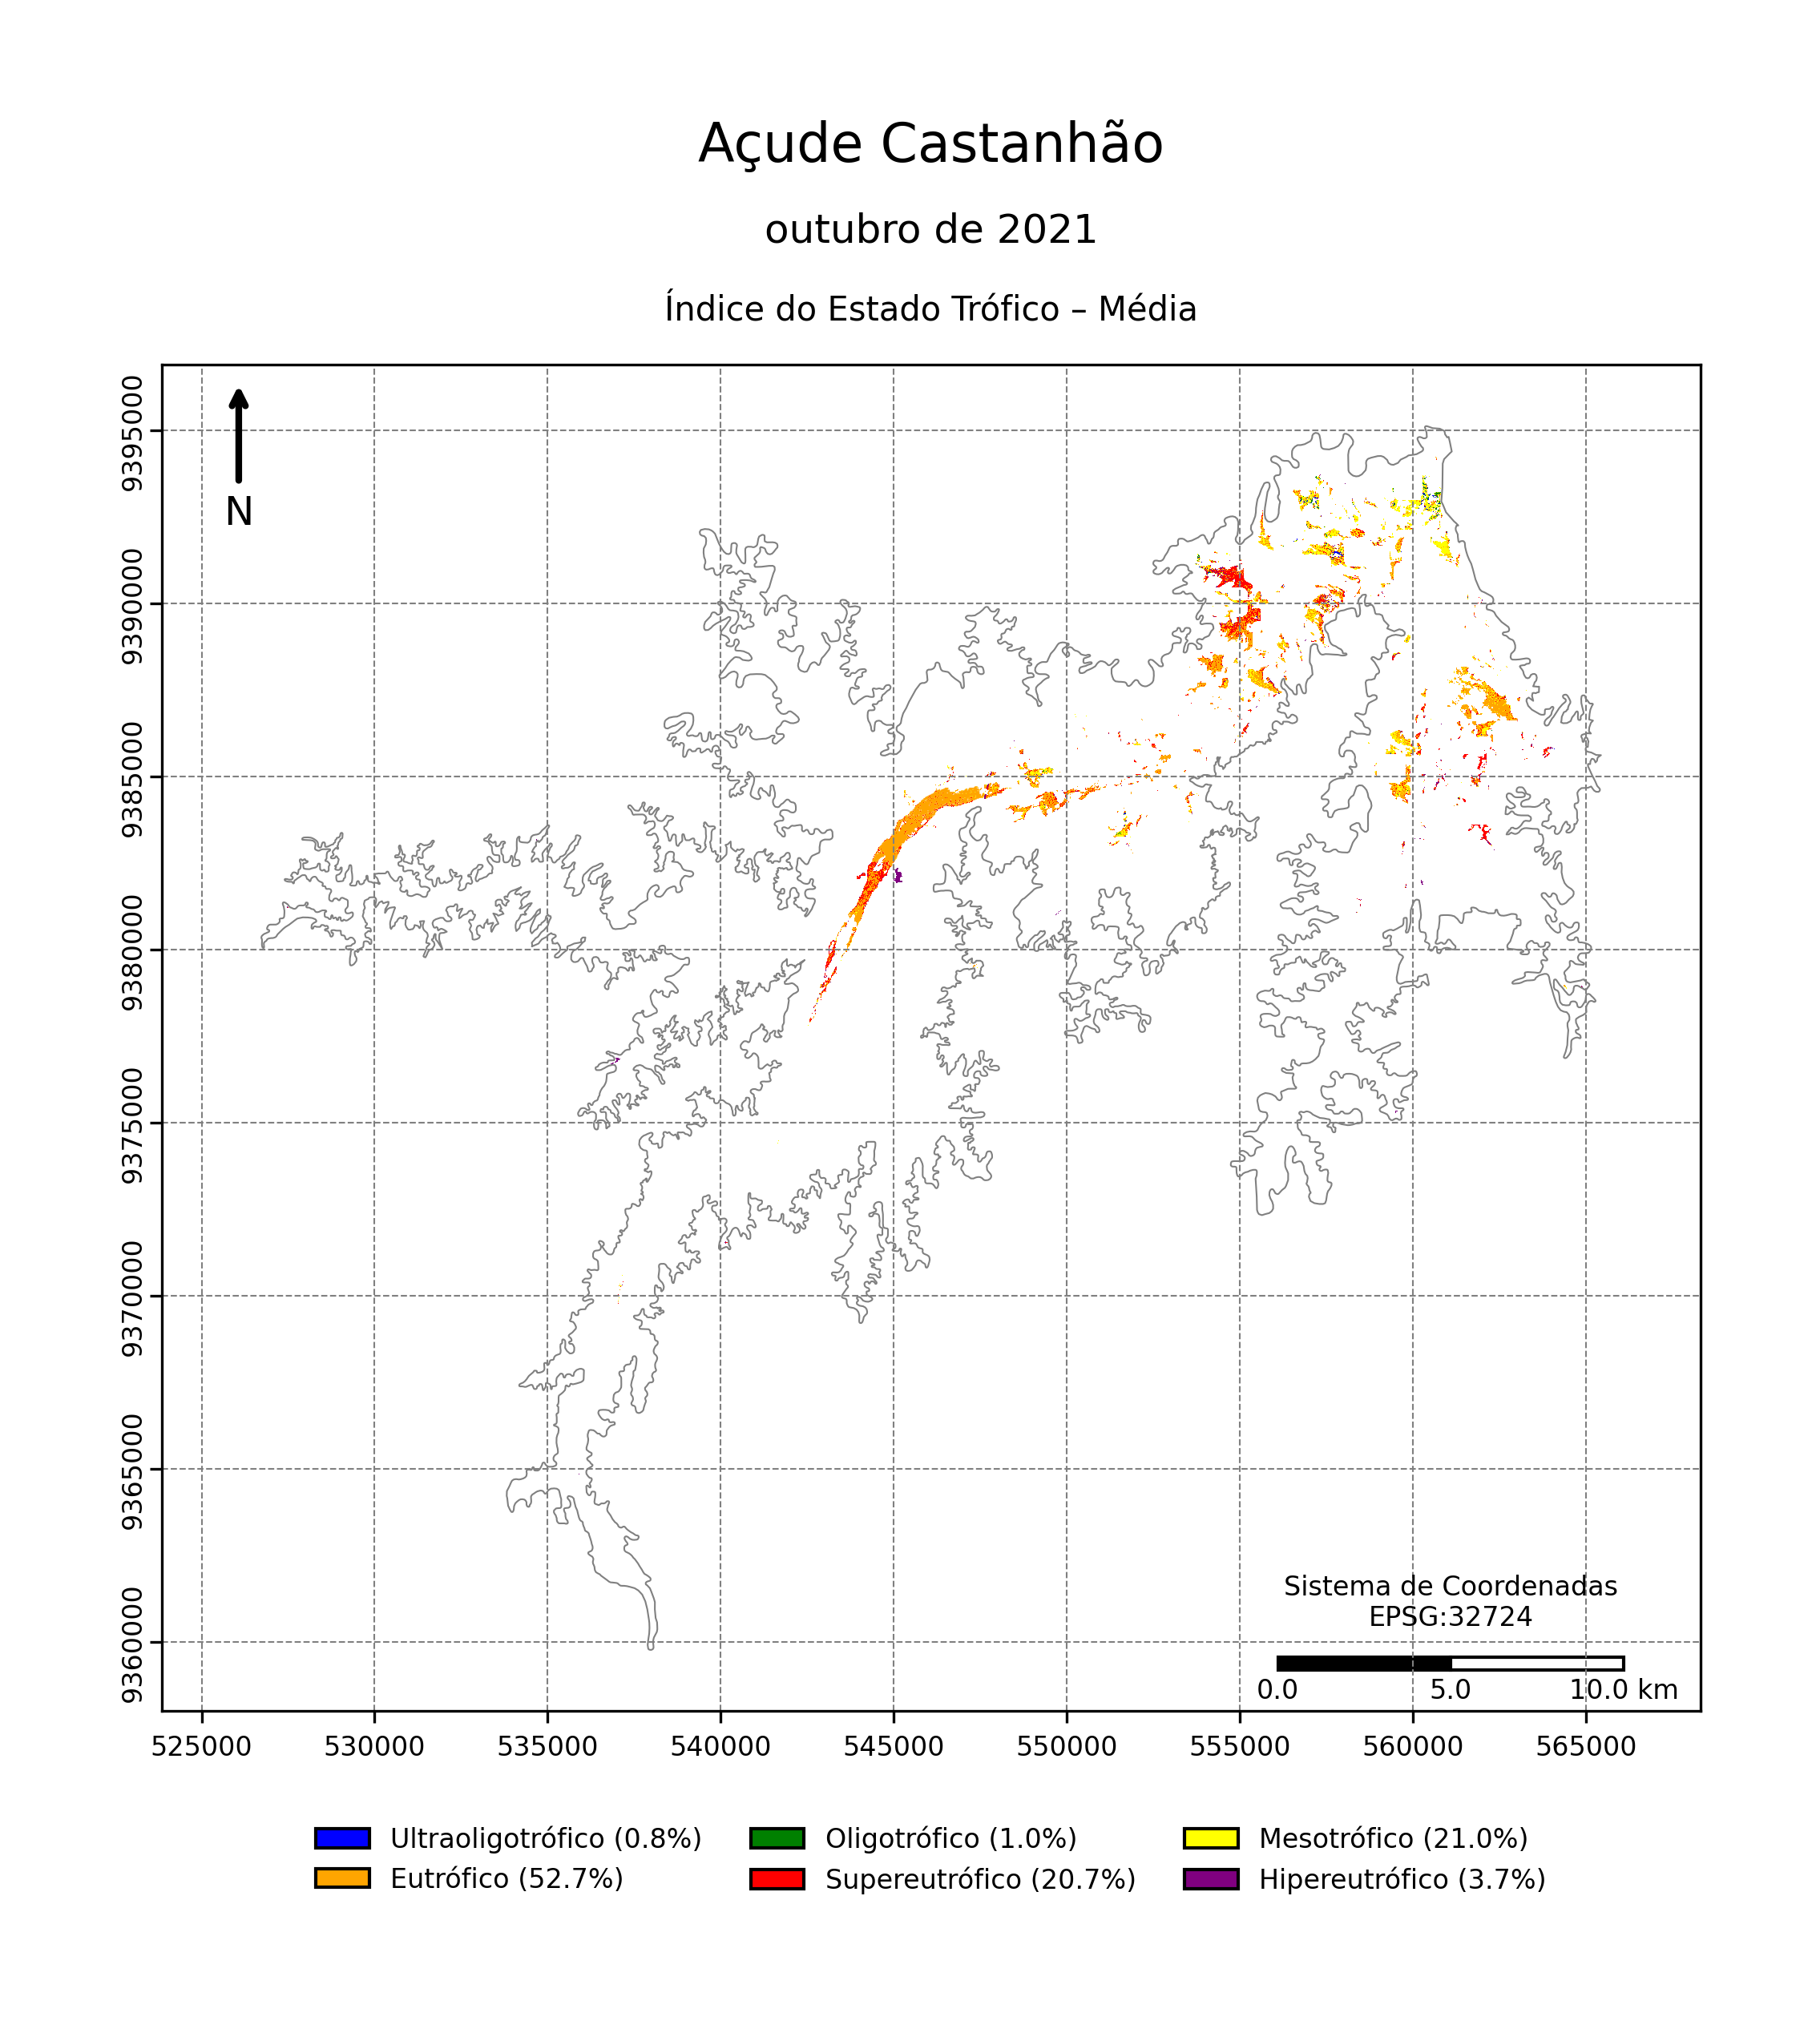 Açude Castanhão
outubro de 2021
Índice do Estado Trófico – Média
N
9395000
9390000
9385000
9380000
9375000
9370000
9365000
9360000
Sistema de Coordenadas
EPSG:32724
0.0 5.0 10.0 km
525000 530000 535000 540000 545000 550000 555000 560000 565000
Ultraoligotrófico (0.8%) Oligotrófico (1.0%) Mesotrófico (21.0%)
Eutrófico (52.7%) Supereutrófico (20.7%) Hipereutrófico (3.7%)